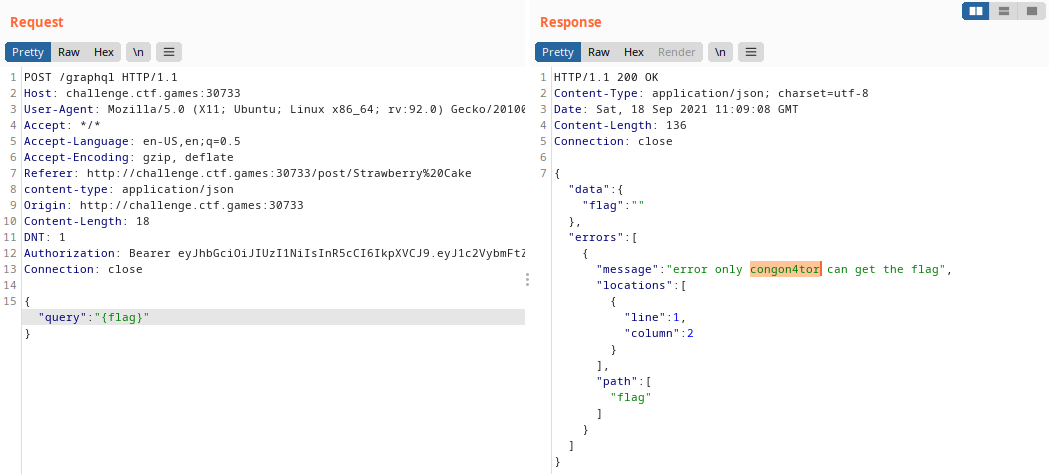 Request
Pretty Raw Hex \n
1 POST /graphql HTTP/1.1
2 Host: challenge.ctf.games:30733
3 User-Agent: Mozilla/5.0 (X11; Ubuntu; Linux x86_64; rv:92.0) Gecko/20100
4 Accept: */*
5 Accept-Language: en-US,en;q=0.5
6 Accept-Encoding: gzip, deflate
7 Referer: http://challenge.ctf.games:30733/post/Strawberry%20Cake
8 content-type: application/json
9 Origin: http://challenge.ctf.games:30733
10 Content-Length: 18
11 DNT: 1
12 Authorization: Bearer eyJhbGciOiJIUzI1NiIsInR5cCI6IkpXVCJ9.eyJ1c2VybmFtZ
13 Connection: close
14
15 {
"query":"{flag}"
}
Response
Pretty Raw Hex Render \n
1 HTTP/1.1 200 OK
2 Content-Type: application/json; charset=utf-8
3 Date: Sat, 18 Sep 2021 11:09:08 GMT
4 Content-Length: 136
5 Connection: close
6
7 {
"data":{
"flag":""
},
"errors":[
{
"message":"error only congon4tor can get the flag",
"locations":[
{
"line":1,
"column":2
}
],
"path":[
"flag"
]
}
]
}